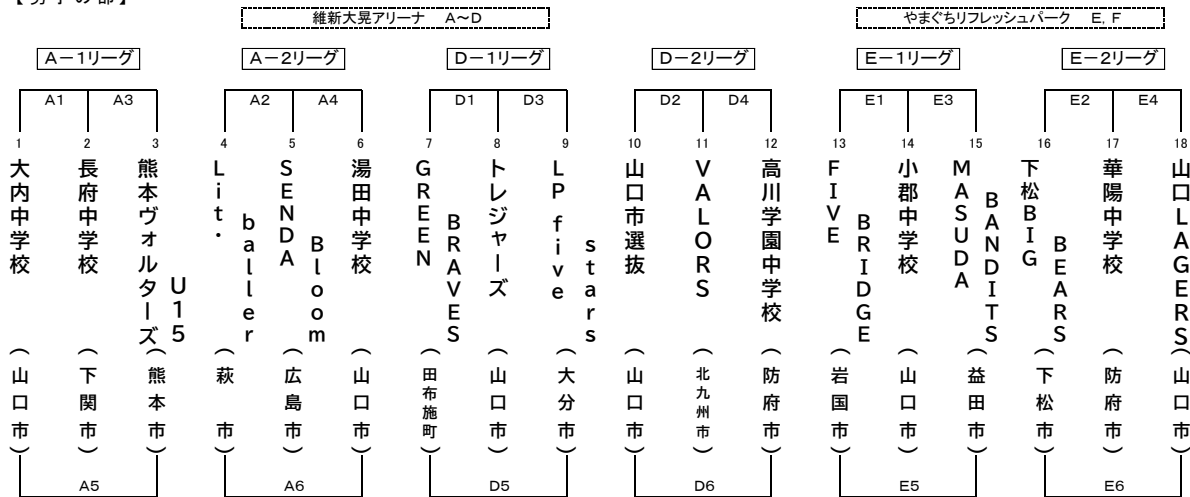 【男子の部】
維新大晃アリーナ　A～D
やまぐちリフレッシュパーク　E, F
A－1リーグ
A－2リーグ
D－1リーグ
D－2リーグ
E－1リーグ
E－2リーグ
A1 A3
A2 A4
D1 D3
D2 D4
E1 E3
E2 E4
1 大内中学校 （山口市）
2 長府中学校 （下関市）
3 熊本ヴォルターズ U15 （熊本市）
4 Lit・ baller （萩　市）
5 SENDA Bloom （広島市）
6 湯田中学校 （山口市）
7 GREEN BRAVES （田布施町）
8 トレジャーズ （山口市）
9 LP five stars （大分市）
10 山口市選抜 （山口市）
11 VALORS （北九州市）
12 高川学園中学校 （防府市）
13 FIVE BRIDGE （岩国市）
14 小郡中学校 （山口市）
15 MASUDA BANDITS （益田市）
16 下松BIG BEARS （下松市）
17 華陽中学校 （防府市）
18 山口LAGERS （山口市）
A5
A6
D5
D6
E5
E6